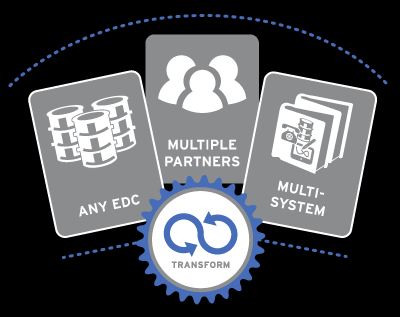 ANY EDC
MULTIPLE
PARTNERS
MULTI-
SYSTEM
TRANSFORM